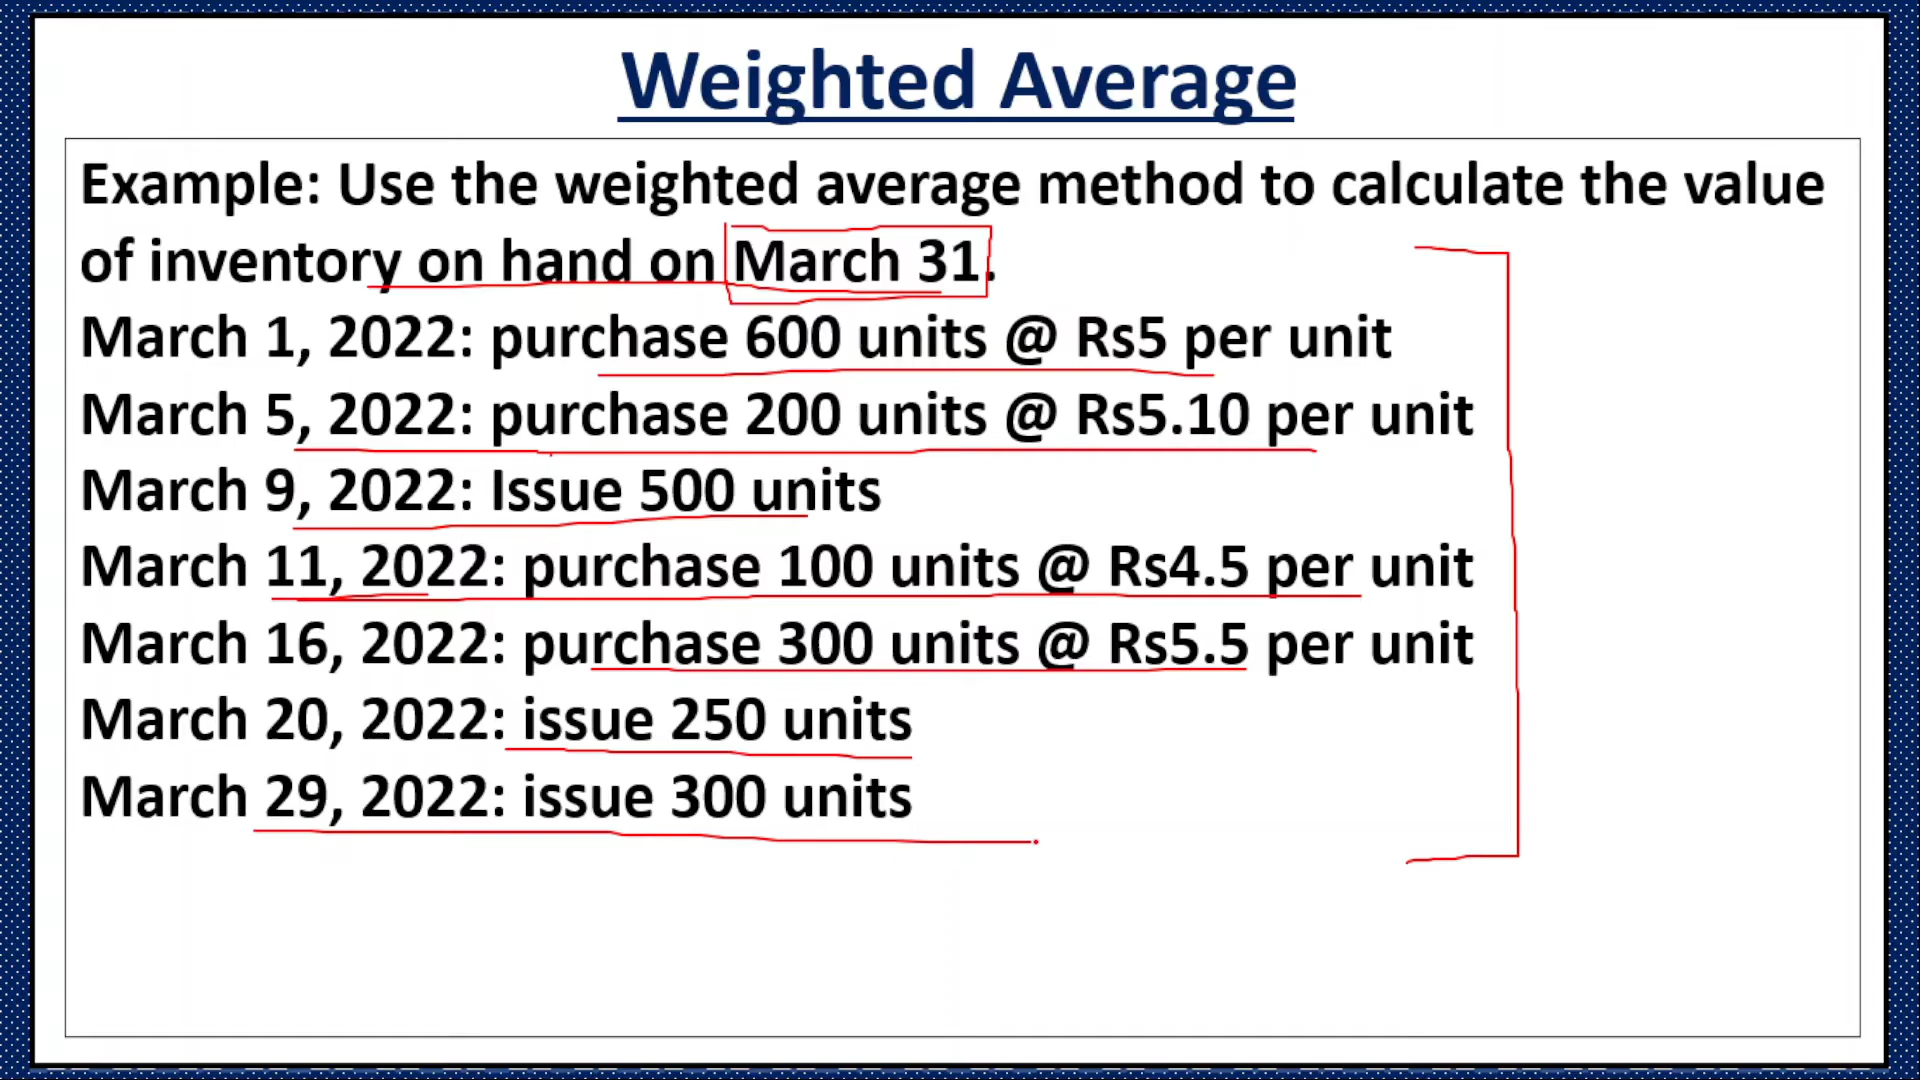 Weighted Average
Example: Use the weighted average method to calculate the value
of inventory on hand on March 31.
March 1, 2022: purchase 600 units @ Rs5 per unit
March 5, 2022: purchase 200 units @ Rs5.10 per unit
March 9, 2022: Issue 500 units
March 11, 2022: purchase 100 units @ Rs4.5 per unit
March 16, 2022: purchase 300 units @ Rs5.5 per unit
March 20, 2022: issue 250 units
March 29, 2022: issue 300 units